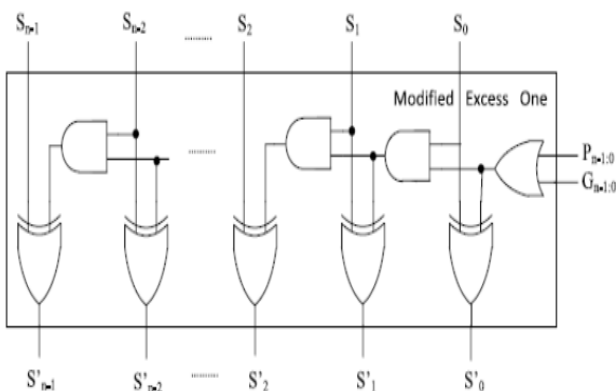 Sn-1 Sn-2 ......... S2 S1 S0
Modified Excess One
Pn-1:0
......... .........
Gn-1:0
S'n-1 S'n-2 ......... S'2 S'1 S'0